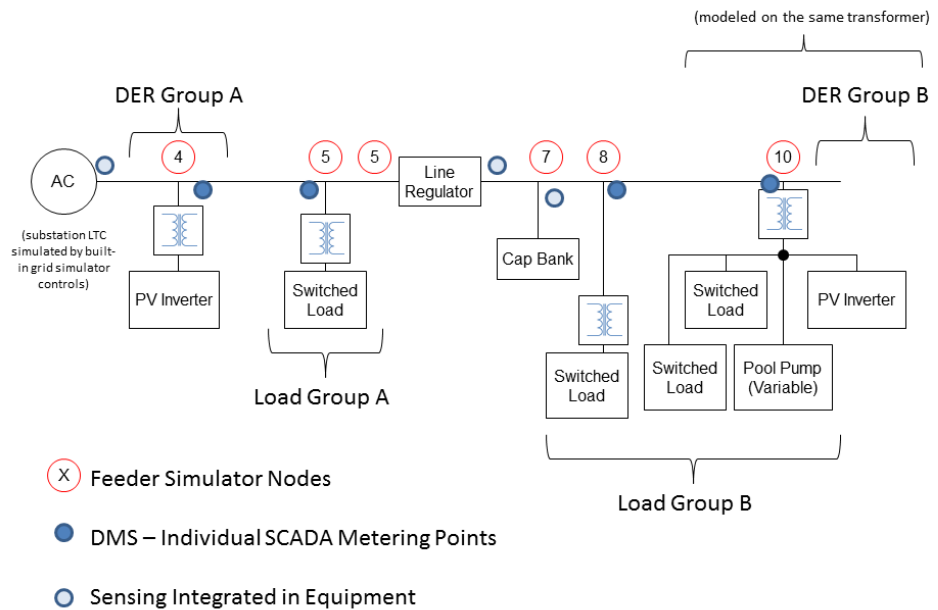 (modeled on the same transformer)
DER Group A
DER Group B
4
5
5
7
8
10
AC
Line
Regulator
(substation LTC
simulated by built-
in grid simulator
controls)
PV Inverter
Switched
Load
Cap Bank
Switched
Load
PV Inverter
Switched
Load
Switched
Load
Pool Pump
(Variable)
Load Group A
Load Group B
X
Feeder Simulator Nodes
DMS – Individual SCADA Metering Points
Sensing Integrated in Equipment